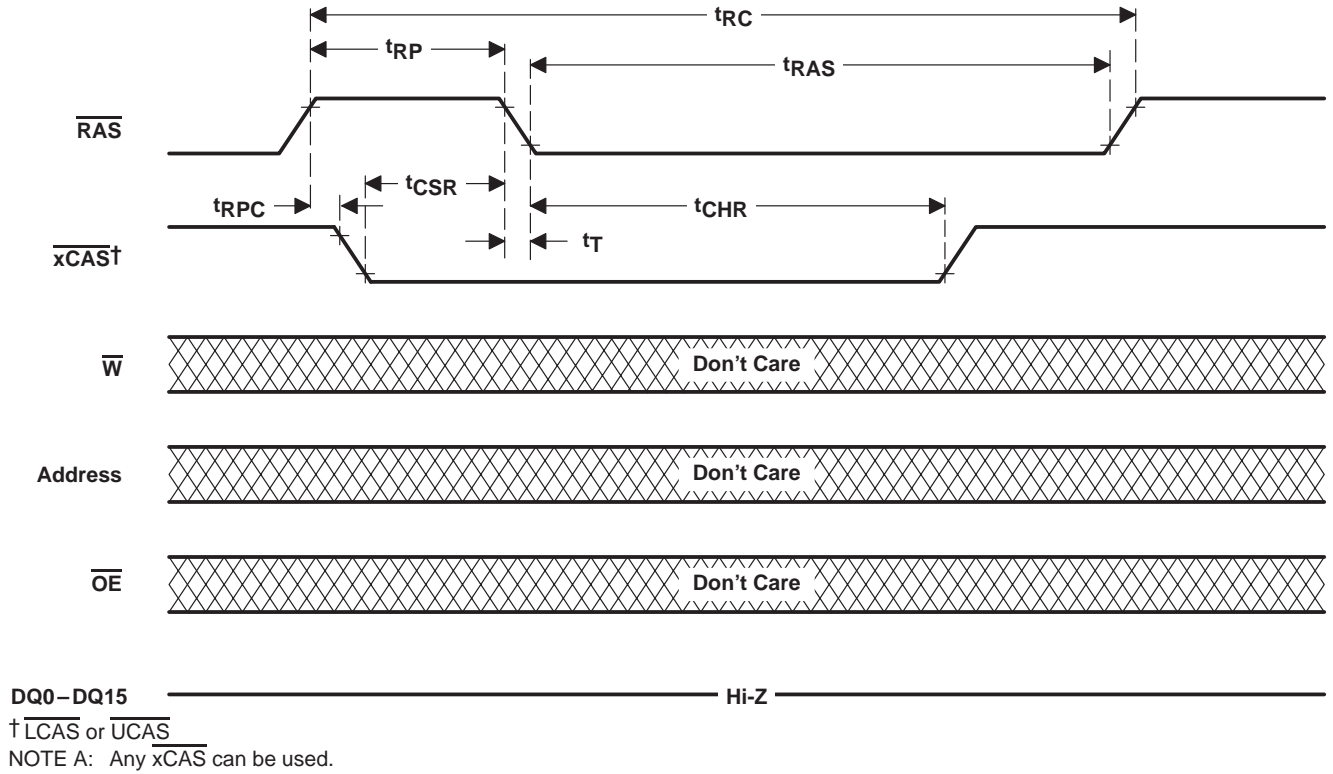 tRC
tRP
tRAS
RAS
tCSR
tRPC
tCHR
xCAS†
tT
W
Don't Care
Address
Don't Care
OE
Don't Care
DQ0–DQ15
Hi-Z
† LCAS or UCAS
NOTE A: Any xCAS can be used.